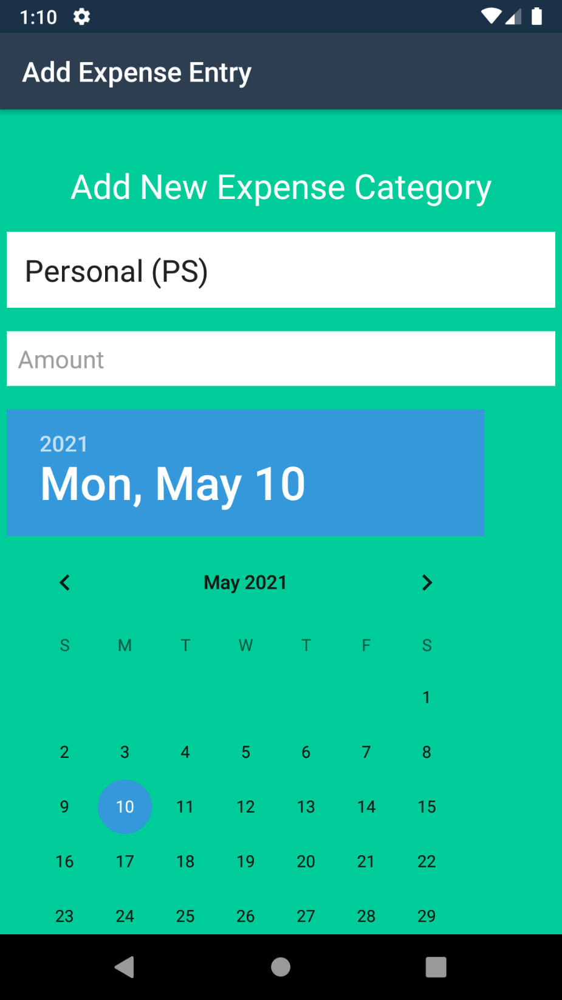 1:10
Add Expense Entry
Add New Expense Category
Personal (PS)
Amount
2021
Mon, May 10
May 2021
S M T W T F S
1
2 3 4 5 6 7 8
9 10 11 12 13 14 15
16 17 18 19 20 21 22
23 24 25 26 27 28 29